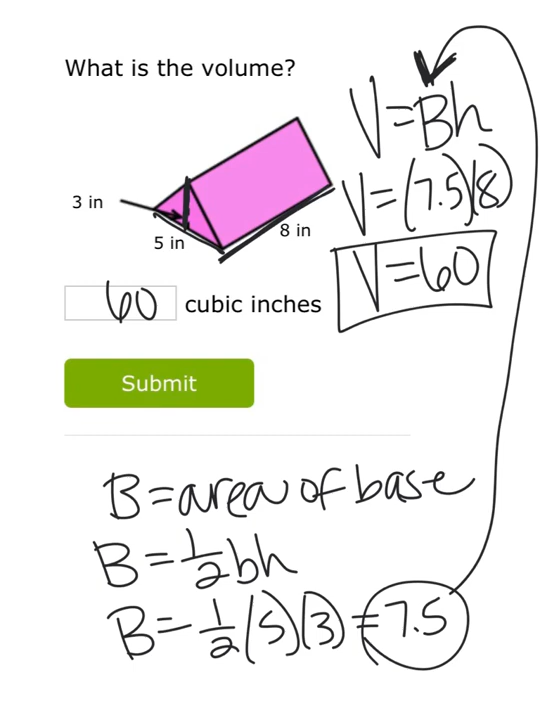 What is the volume?
V=Bh
V=(7.5)(8)
V=60
3 in
5 in
8 in
60 cubic inches
Submit
B=area of base
B=½bh
B=½(5)(3)=7.5